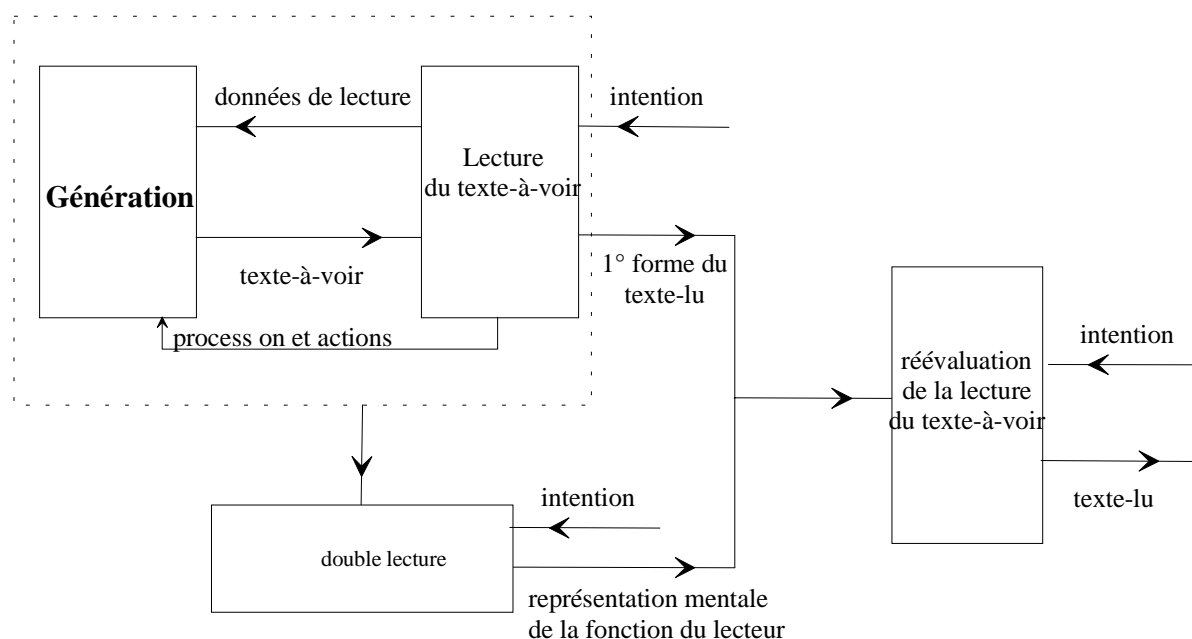 données de lecture
intention
Lecture
du texte-à-voir
Génération
texte-à-voir
1° forme du
texte-lu
process on et actions
intention
réévaluation
de la lecture
du texte-à-voir
texte-lu
intention
double lecture
représentation mentale
de la fonction du lecteur